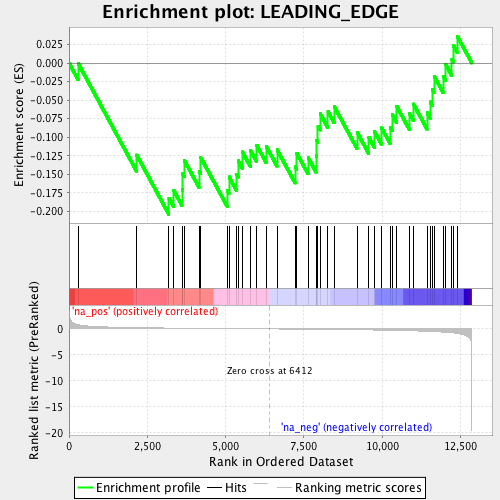 Enrichment plot: LEADING_EDGE
Enrichment score (ES)
0.025
0.000
-0.025
-0.050
-0.075
-0.100
-0.125
-0.150
-0.175
-0.200
'na_pos' (positively correlated)
Ranked list metric (PreRanked)
0
-5
-10
-15
-20
Zero cross at 6412
'na_neg' (negatively correlated)
0 2,500 5,000 7,500 10,000 12,500
Rank in Ordered Dataset
Enrichment profile Hits Ranking metric scores